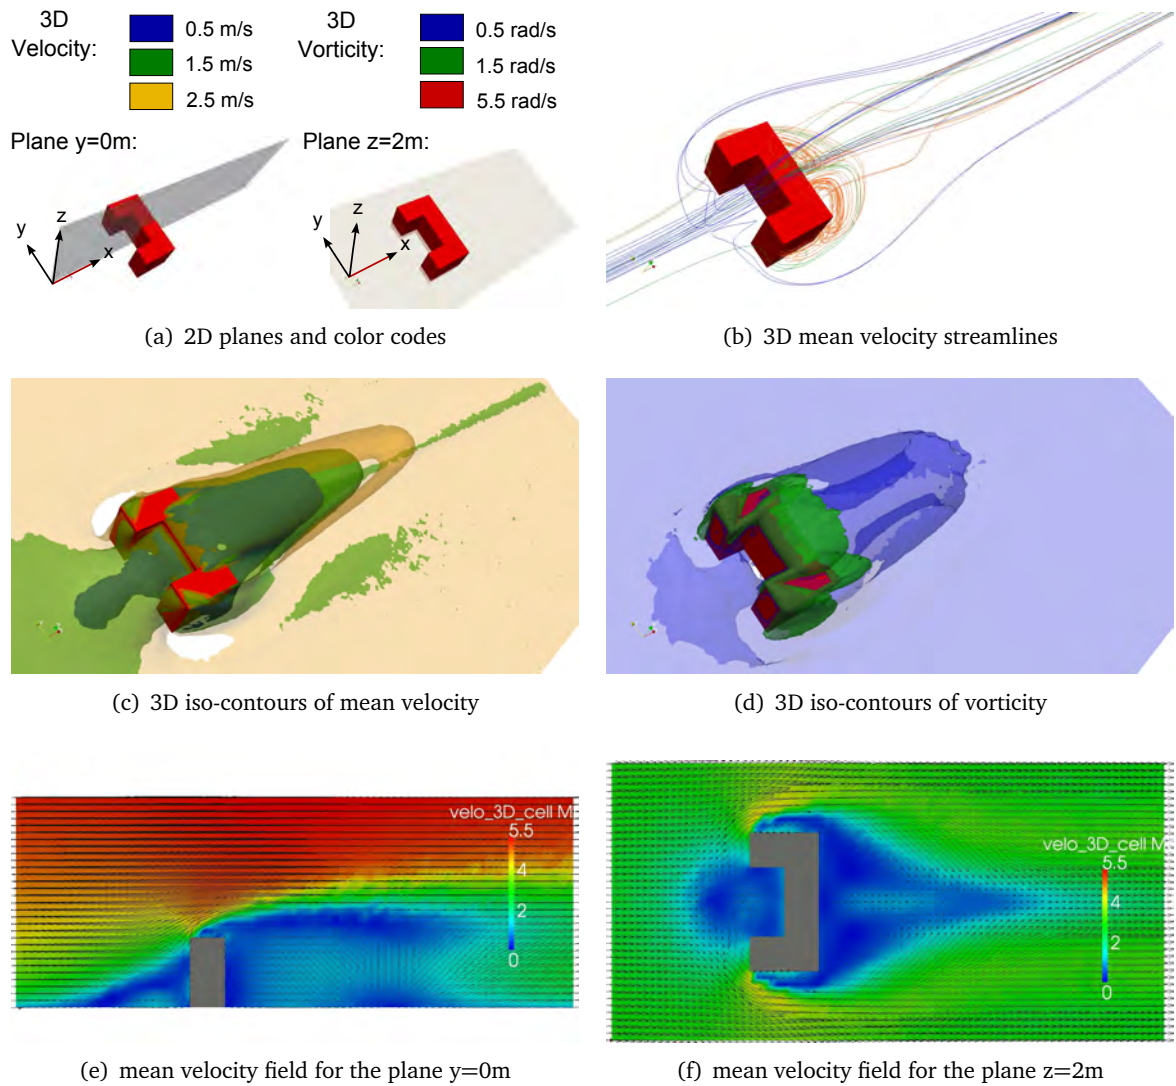 3D
Velocity:
0.5 m/s
1.5 m/s
2.5 m/s
3D
Vorticity:
0.5 rad/s
1.5 rad/s
5.5 rad/s
Plane y=0m:
Plane z=2m:
y
z
x
y
z
x
(a) 2D planes and color codes
(b) 3D mean velocity streamlines
(c) 3D iso-contours of mean velocity
(d) 3D iso-contours of vorticity
velo_3D_cell M
5.5
4
2
0
velo_3D_cell M
5.5
4
2
0
(e) mean velocity field for the plane y=0m
(f) mean velocity field for the plane z=2m